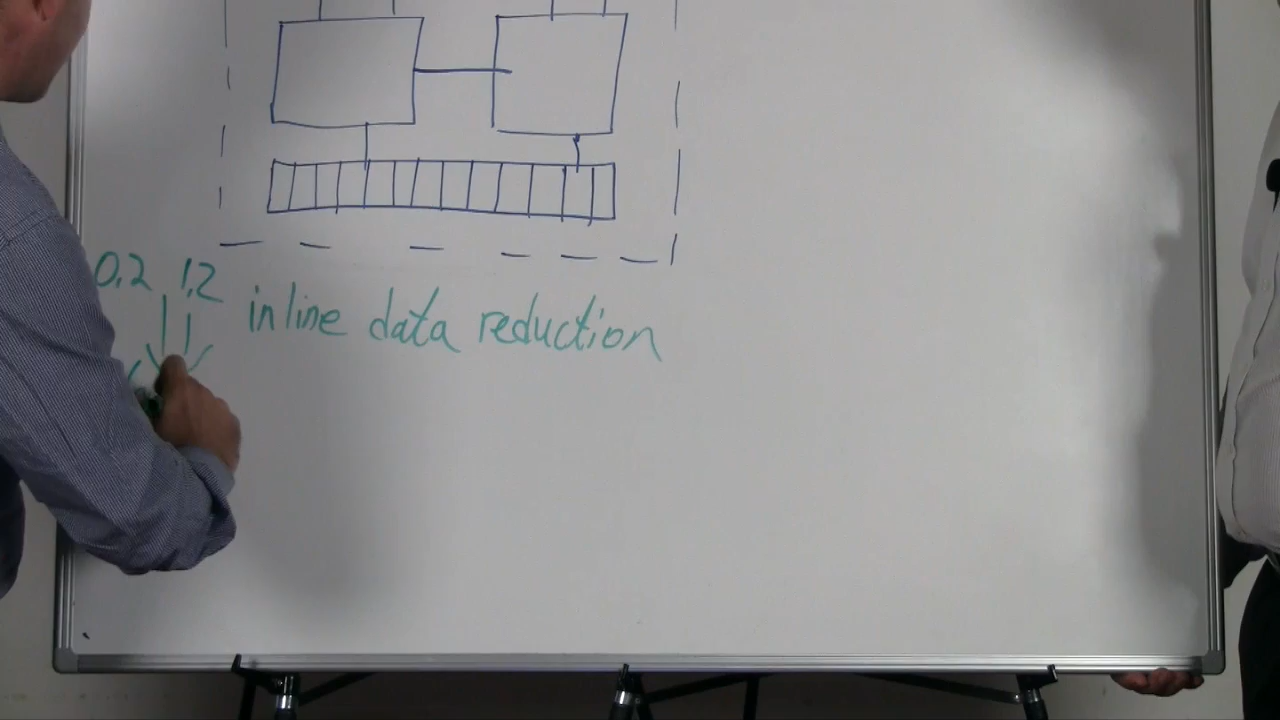 0,2 1,2
inline data reduction